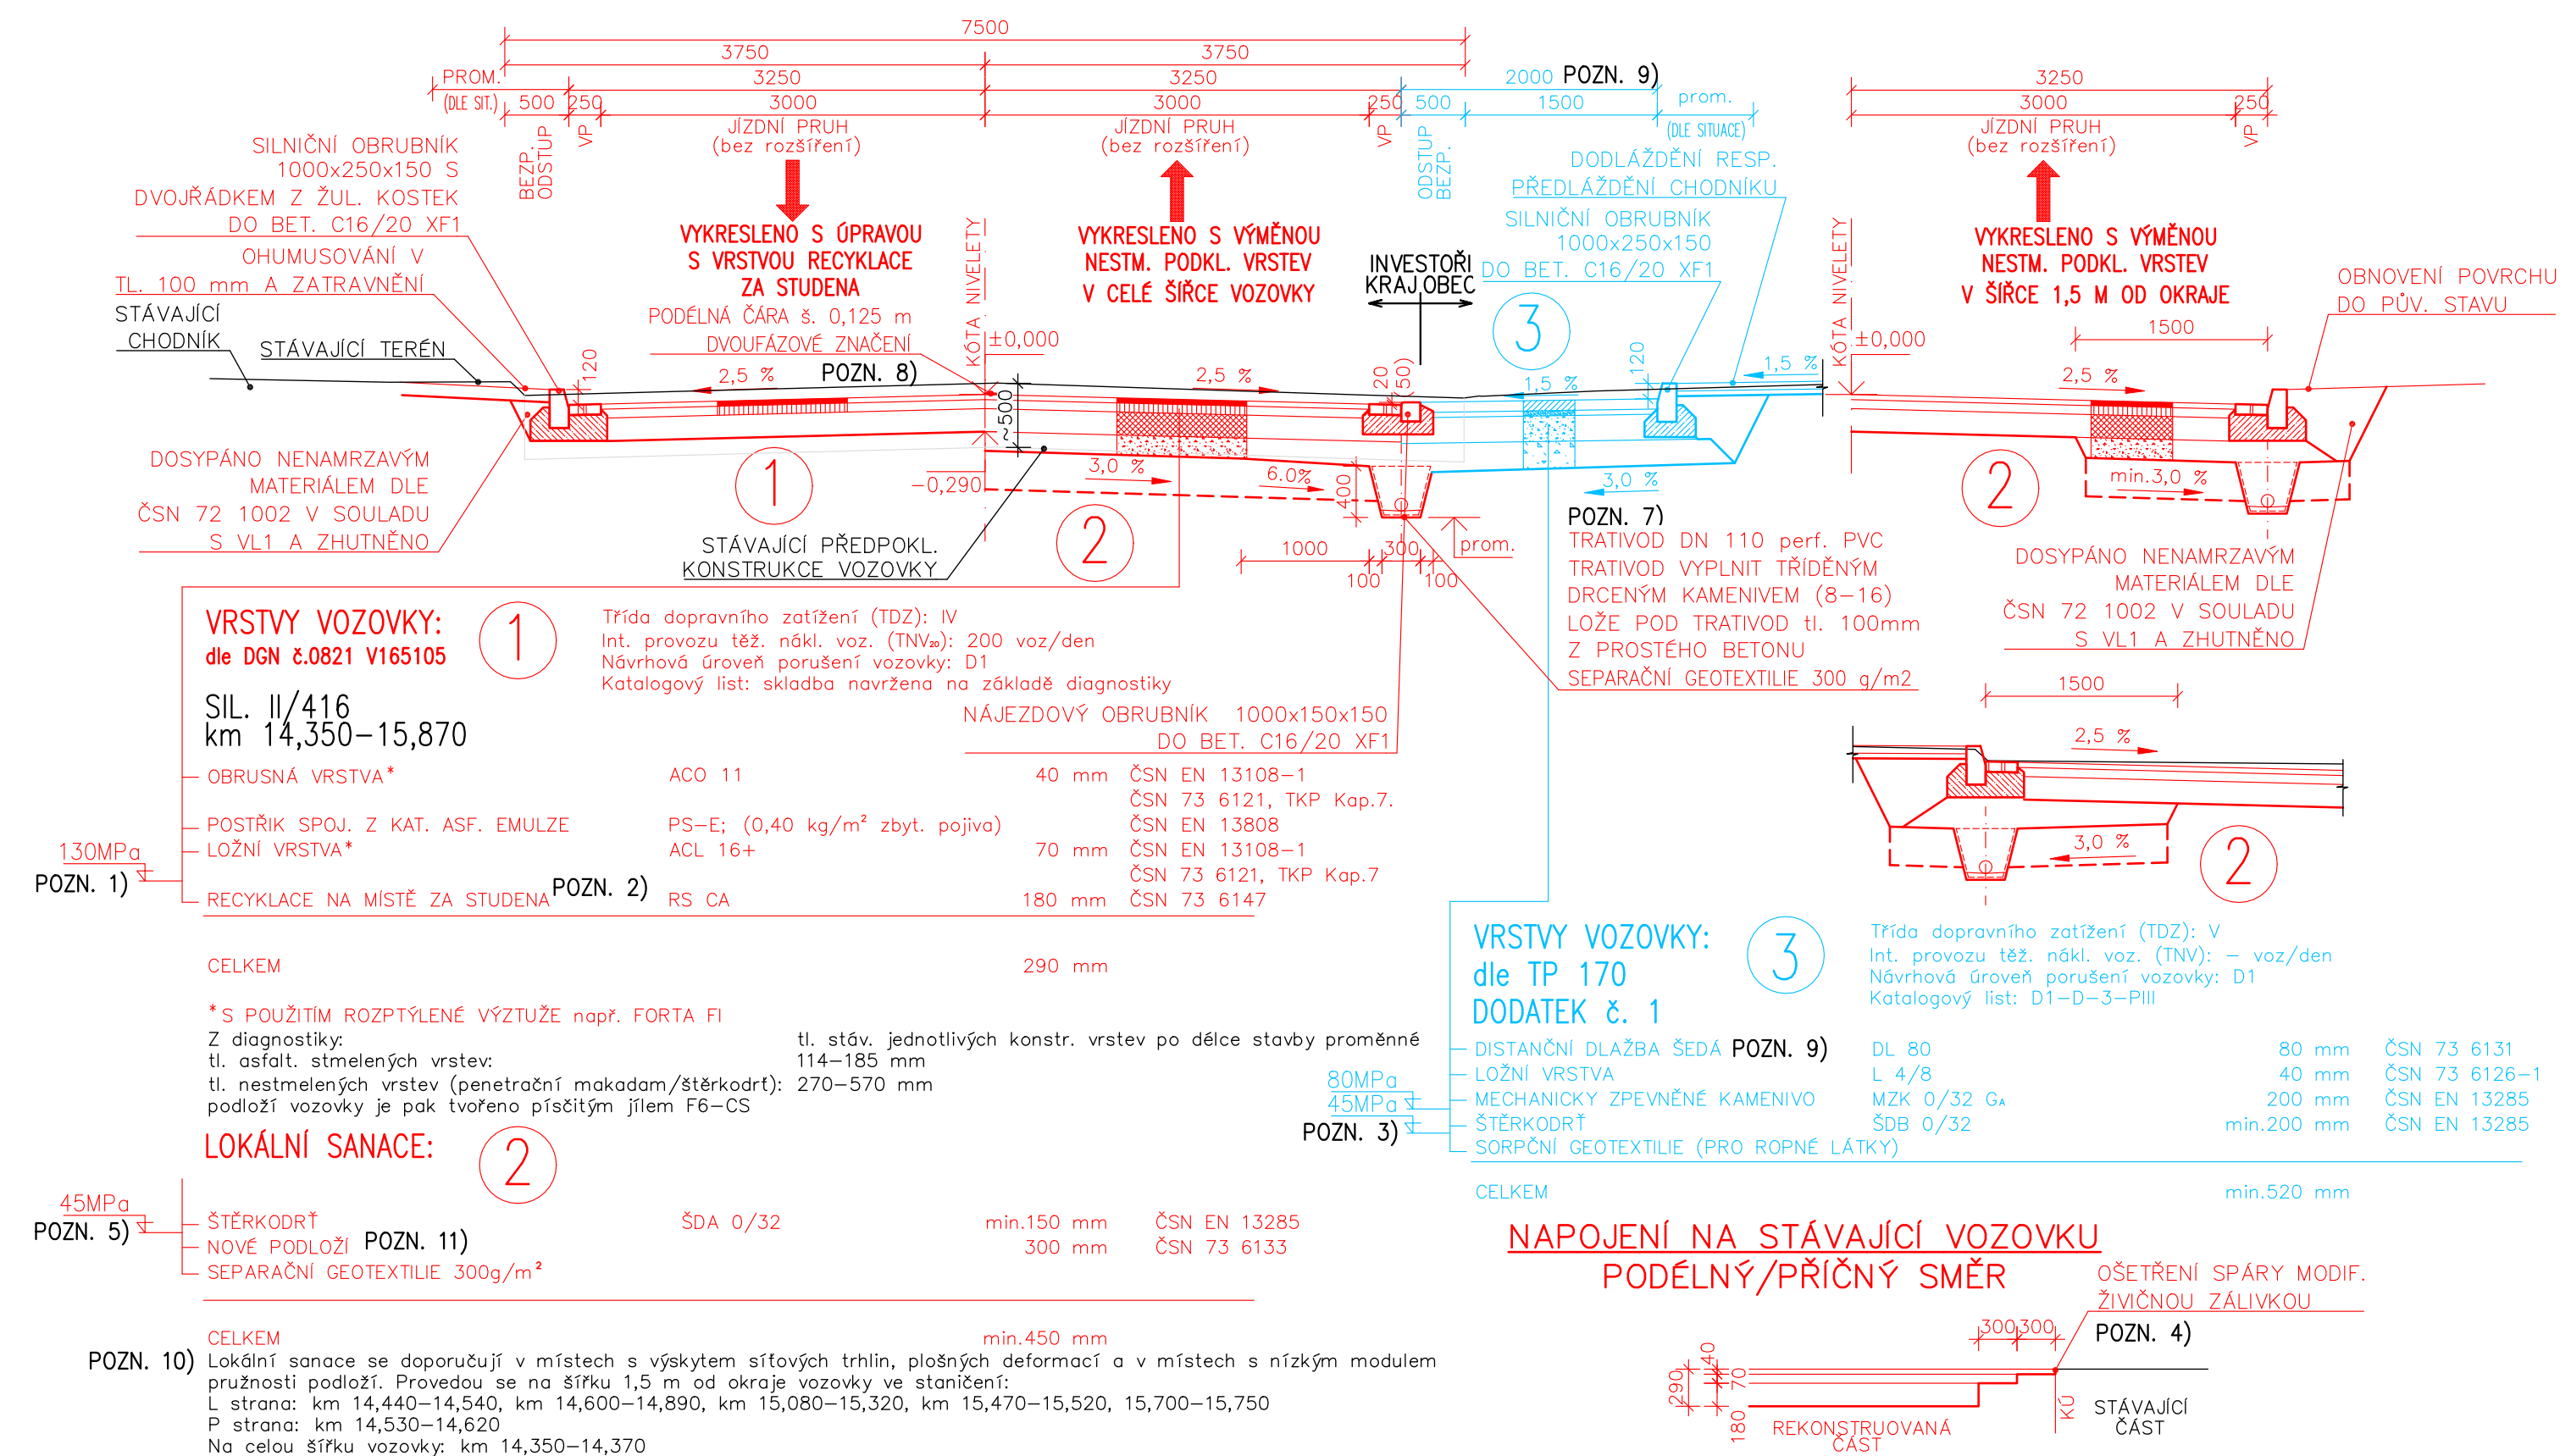 7500
3750 3750
PROM. 3250 3250 2000 POZN. 9) 3250
(DLE SIT.) 500 250 3000 3000 250 500 1500 prom. 3000 250
BEZP. ODSTUP VP JÍZDNÍ PRUH JÍZDNÍ PRUH VP ODSTUP BEZP. (DLE SITUACE) JÍZDNÍ PRUH VP
(bez rozšíření) (bez rozšíření) (bez rozšíření)
SILNIČNÍ OBRUBNÍK
1000x250x150 S
DVOJŘÁDKEM Z ŽUL. KOSTEK
DO BET. C16/20 XF1
OHUMUSOVÁNÍ V
TL. 100 mm A ZATRAVNĚNÍ
STÁVAJÍCÍ
CHODNÍK
STÁVAJÍCÍ TERÉN
120
VYKRESLENO S ÚPRAVOU
S VRSTVOU RECYKLACE
ZA STUDENA
PODÉLNÁ ČÁRA š. 0,125 m
DVOUFÁZOVÉ ZNAČENÍ
2,5 % POZN. 8)
KÓTA NIVELETY
±0,000
VYKRESLENO S VÝMĚNOU
NESTM. PODKL. VRSTEV
V CELÉ ŠÍŘCE VOZOVKY
2,5 %
INVESTOŘI
KRAJ OBEC
DODLÁŽDĚNÍ RESP.
PŘEDLÁŽDĚNÍ CHODNÍKU
SILNIČNÍ OBRUBNÍK
1000x250x150
DO BET. C16/20 XF1
3
120
1,5 %
1,5 %
VYKRESLENO S VÝMĚNOU
NESTM. PODKL. VRSTEV
V ŠÍŘCE 1,5 M OD OKRAJE
KÓTA NIVELETY
±0,000
1500
2,5 %
OBNOVENÍ POVRCHU
DO PŮV. STAVU
DOSYPÁNO NENAMRZAVÝM
MATERIÁLEM DLE
ČSN 72 1002 V SOULADU
S VL1 A ZHUTNĚNO
1
~500
-0,290
3,0 %
6.0%
400
2
STÁVAJÍCÍ PŘEDPOKL.
KONSTRUKCE VOZOVKY
1000 300
100 100
prom.
3,0 %
POZN. 7)
TRATIVOD DN 110 perf. PVC
TRATIVOD VYPLNIT TŘÍDĚNÝM
DRCENÝM KAMENIVEM (8-16)
LOŽE POD TRATIVOD tl. 100mm
Z PROSTÉHO BETONU
SEPARAČNÍ GEOTEXTILIE 300 g/m2
2
min.3,0 %
DOSYPÁNO NENAMRZAVÝM
MATERIÁLEM DLE
ČSN 72 1002 V SOULADU
S VL1 A ZHUTNĚNO
VRSTVY VOZOVKY: 1
dle DGN č.0821 V165105
Třída dopravního zatížení (TDZ): IV
Int. provozu těž. nákl. voz. (TNV₂₀): 200 voz/den
Návrhová úroveň porušení vozovky: D1
Katalogový list: skladba navržena na základě diagnostiky
SIL. II/416
km 14,350-15,870
NÁJEZDOVÝ OBRUBNÍK 1000x150x150
DO BET. C16/20 XF1
OBRUSNÁ VRSTVA* ACO 11 40 mm ČSN EN 13108-1
ČSN 73 6121, TKP Kap.7.
POSTŘIK SPOJ. Z KAT. ASF. EMULZE PS-E; (0,40 kg/m² zbyt. pojiva) ČSN EN 13808
130MPa LOŽNÍ VRSTVA* ACL 16+ 70 mm ČSN EN 13108-1
ČSN 73 6121, TKP Kap.7
POZN. 1) RECYKLACE NA MÍSTĚ ZA STUDENA POZN. 2) RS CA 180 mm ČSN 73 6147
CELKEM 290 mm
*S POUŽITÍM ROZPTÝLENÉ VÝZTUŽE např. FORTA FI
Z diagnostiky: tl. stáv. jednotlivých konstr. vrstev po délce stavby proměnné
tl. asfalt. stmelených vrstev: 114-185 mm
tl. nestmelených vrstev (penetrační makadam/štěrkodrť): 270-570 mm
podloží vozovky je pak tvořeno písčitým jílem F6-CS
1500
2,5 %
3,0 %
2
VRSTVY VOZOVKY: 3
dle TP 170
DODATEK č. 1
Třída dopravního zatížení (TDZ): V
Int. provozu těž. nákl. voz. (TNV): - voz/den
Návrhová úroveň porušení vozovky: D1
Katalogový list: D1-D-3-PIII
DISTANČNÍ DLAŽBA ŠEDÁ POZN. 9) DL 80 80 mm ČSN 73 6131
LOŽNÍ VRSTVA L 4/8 40 mm ČSN 73 6126-1
80MPa MECHANICKY ZPEVNĚNÉ KAMENIVO MZK 0/32 GA 200 mm ČSN EN 13285
45MPa ŠTĚRKODRŤ ŠDB 0/32 min.200 mm ČSN EN 13285
POZN. 3) SORPČNÍ GEOTEXTILIE (PRO ROPNÉ LÁTKY)
CELKEM min.520 mm
LOKÁLNÍ SANACE: 2
45MPa ŠTĚRKODRŤ ŠDA 0/32 min.150 mm ČSN EN 13285
POZN. 5) NOVÉ PODLOŽÍ POZN. 11) 300 mm ČSN 73 6133
SEPARAČNÍ GEOTEXTILIE 300g/m²
CELKEM min.450 mm
POZN. 10) Lokální sanace se doporučují v místech s výskytem síťových trhlin, plošných deformací a v místech s nízkým modulem
pružnosti podloží. Provedou se na šířku 1,5 m od okraje vozovky ve staničení:
L strana: km 14,440-14,540, km 14,600-14,890, km 15,080-15,320, km 15,470-15,520, 15,700-15,750
P strana: km 14,530-14,620
Na celou šířku vozovky: km 14,350-14,370
NAPOJENÍ NA STÁVAJÍCÍ VOZOVKU
PODÉLNÝ/PŘÍČNÝ SMĚR
OŠETŘENÍ SPÁRY MODIF.
ŽIVIČNOU ZÁLIVKOU
POZN. 4)
300 300
290 40 70 180
REKONSTRUOVANÁ
ČÁST
KÚ
STÁVAJÍCÍ
ČÁST